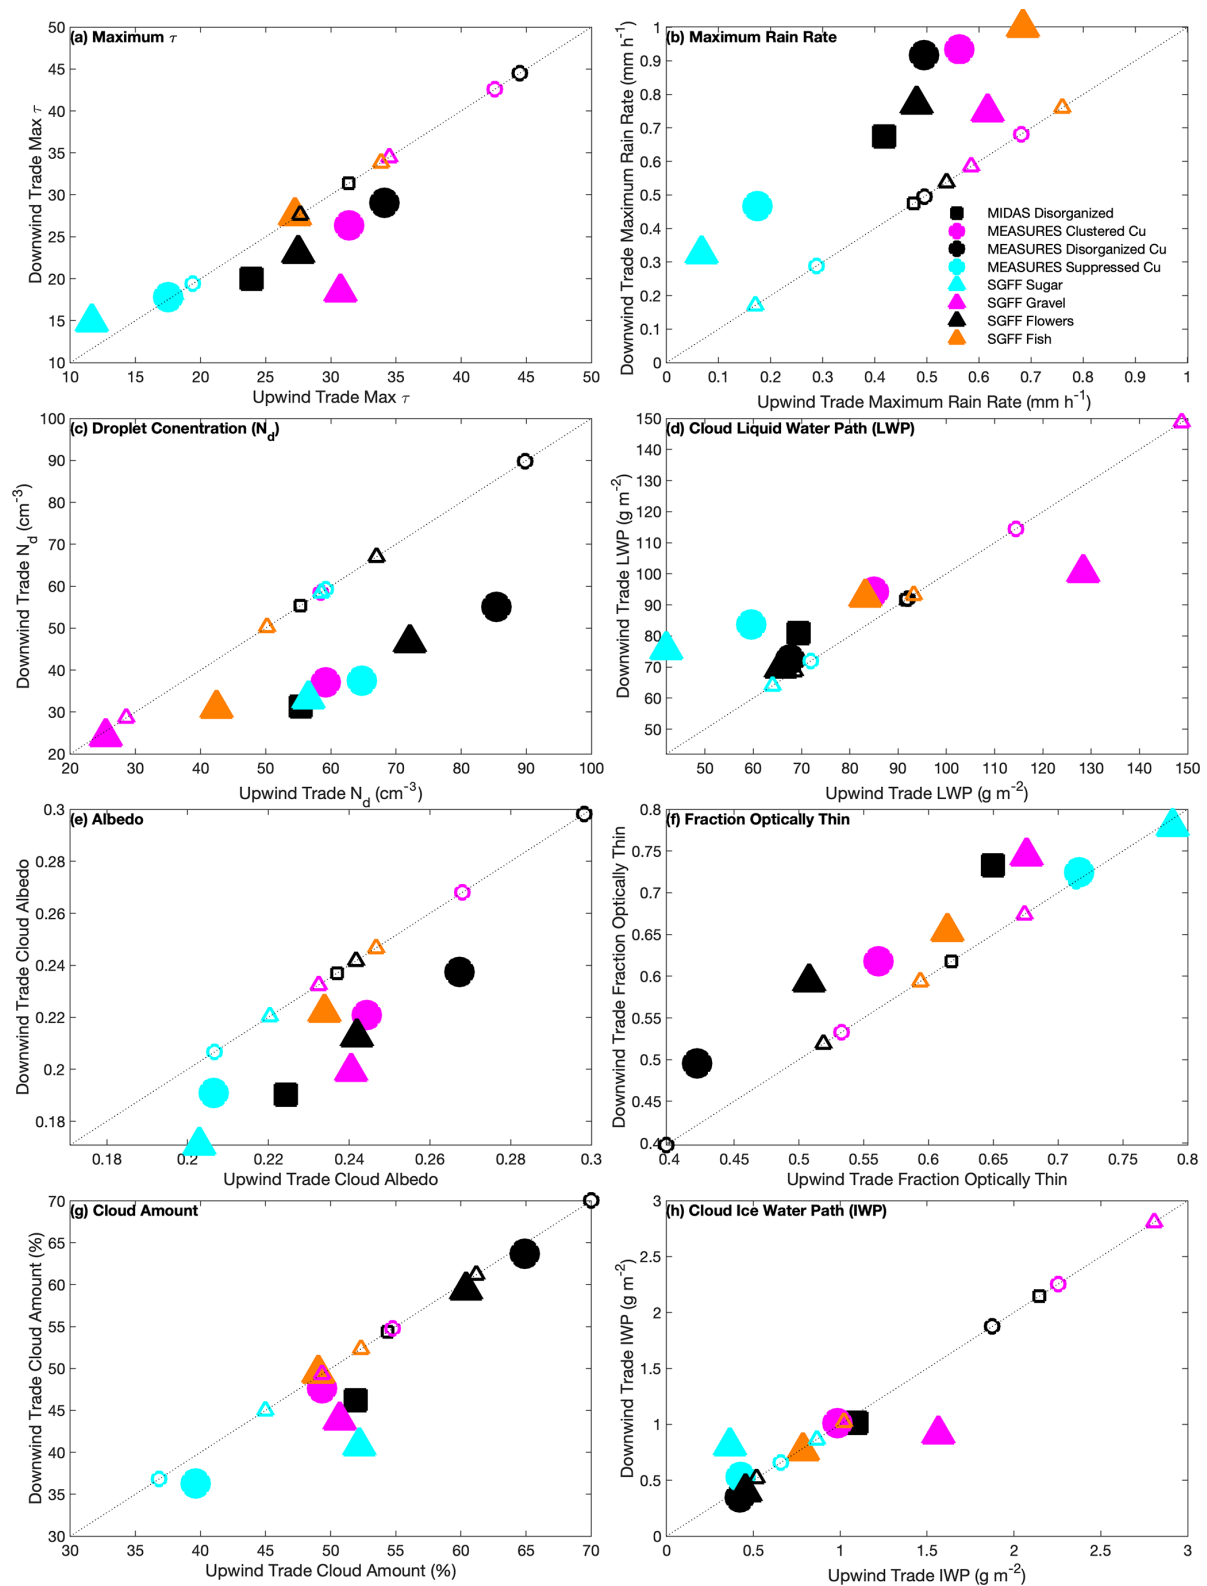 (a) Maximum τ
50
45
40
35
30
25
20
15
10
10 15 20 25 30 35 40 45 50
Upwind Trade Max τ
Downwind Trade Max τ
(b) Maximum Rain Rate
1
0.9
0.8
0.7
0.6
0.5
0.4
0.3
0.2
0.1
0
0 0.1 0.2 0.3 0.4 0.5 0.6 0.7 0.8 0.9 1
Upwind Trade Maximum Rain Rate (mm h-1)
Downwind Trade Maximum Rain Rate (mm h-1)
MIDAS Disorganized
MEASURES Clustered Cu
MEASURES Disorganized Cu
MEASURES Suppressed Cu
SGFF Sugar
SGFF Gravel
SGFF Flowers
SGFF Fish
(c) Droplet Conentration (Nd)
100
90
80
70
60
50
40
30
20
20 30 40 50 60 70 80 90 100
Upwind Trade Nd (cm-3)
Downwind Trade Nd (cm-3)
(d) Cloud Liquid Water Path (LWP)
150
140
130
120
110
100
90
80
70
60
50
50 60 70 80 90 100 110 120 130 140 150
Upwind Trade LWP (g m-2)
Downwind Trade LWP (g m-2)
(e) Albedo
0.3
0.28
0.26
0.24
0.22
0.2
0.18
0.18 0.2 0.22 0.24 0.26 0.28 0.3
Upwind Trade Cloud Albedo
Downwind Trade Cloud Albedo
(f) Fraction Optically Thin
0.8
0.75
0.7
0.65
0.6
0.55
0.5
0.45
0.4
0.4 0.45 0.5 0.55 0.6 0.65 0.7 0.75 0.8
Upwind Trade Fraction Optically Thin
Downwind Trade Fraction Optically Thin
(g) Cloud Amount
70
65
60
55
50
45
40
35
30
30 35 40 45 50 55 60 65 70
Upwind Trade Cloud Amount (%)
Downwind Trade Cloud Amount (%)
(h) Cloud Ice Water Path (IWP)
3
2.5
2
1.5
1
0.5
0
0 0.5 1 1.5 2 2.5 3
Upwind Trade IWP (g m-2)
Downwind Trade IWP (g m-2)